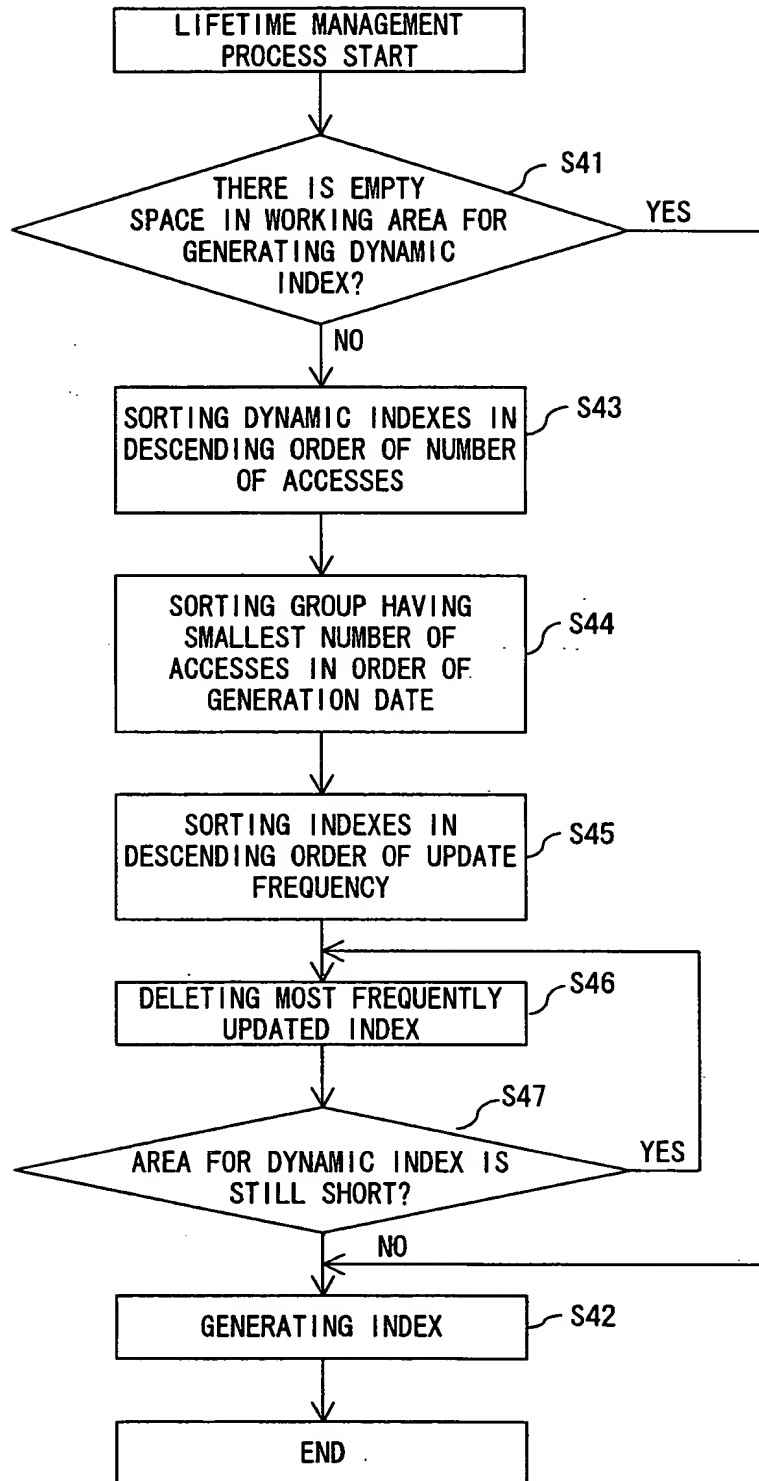 LIFETIME MANAGEMENT
PROCESS START
S41
THERE IS EMPTY
SPACE IN WORKING AREA FOR
GENERATING DYNAMIC
INDEX?
YES
NO
S43
SORTING DYNAMIC INDEXES IN
DESCENDING ORDER OF NUMBER
OF ACCESSES
S44
SORTING GROUP HAVING
SMALLEST NUMBER OF
ACCESSES IN ORDER OF
GENERATION DATE
S45
SORTING INDEXES IN
DESCENDING ORDER OF UPDATE
FREQUENCY
S46
DELETING MOST FREQUENTLY
UPDATED INDEX
S47
AREA FOR DYNAMIC INDEX IS
STILL SHORT?
YES
NO
S42
GENERATING INDEX
END